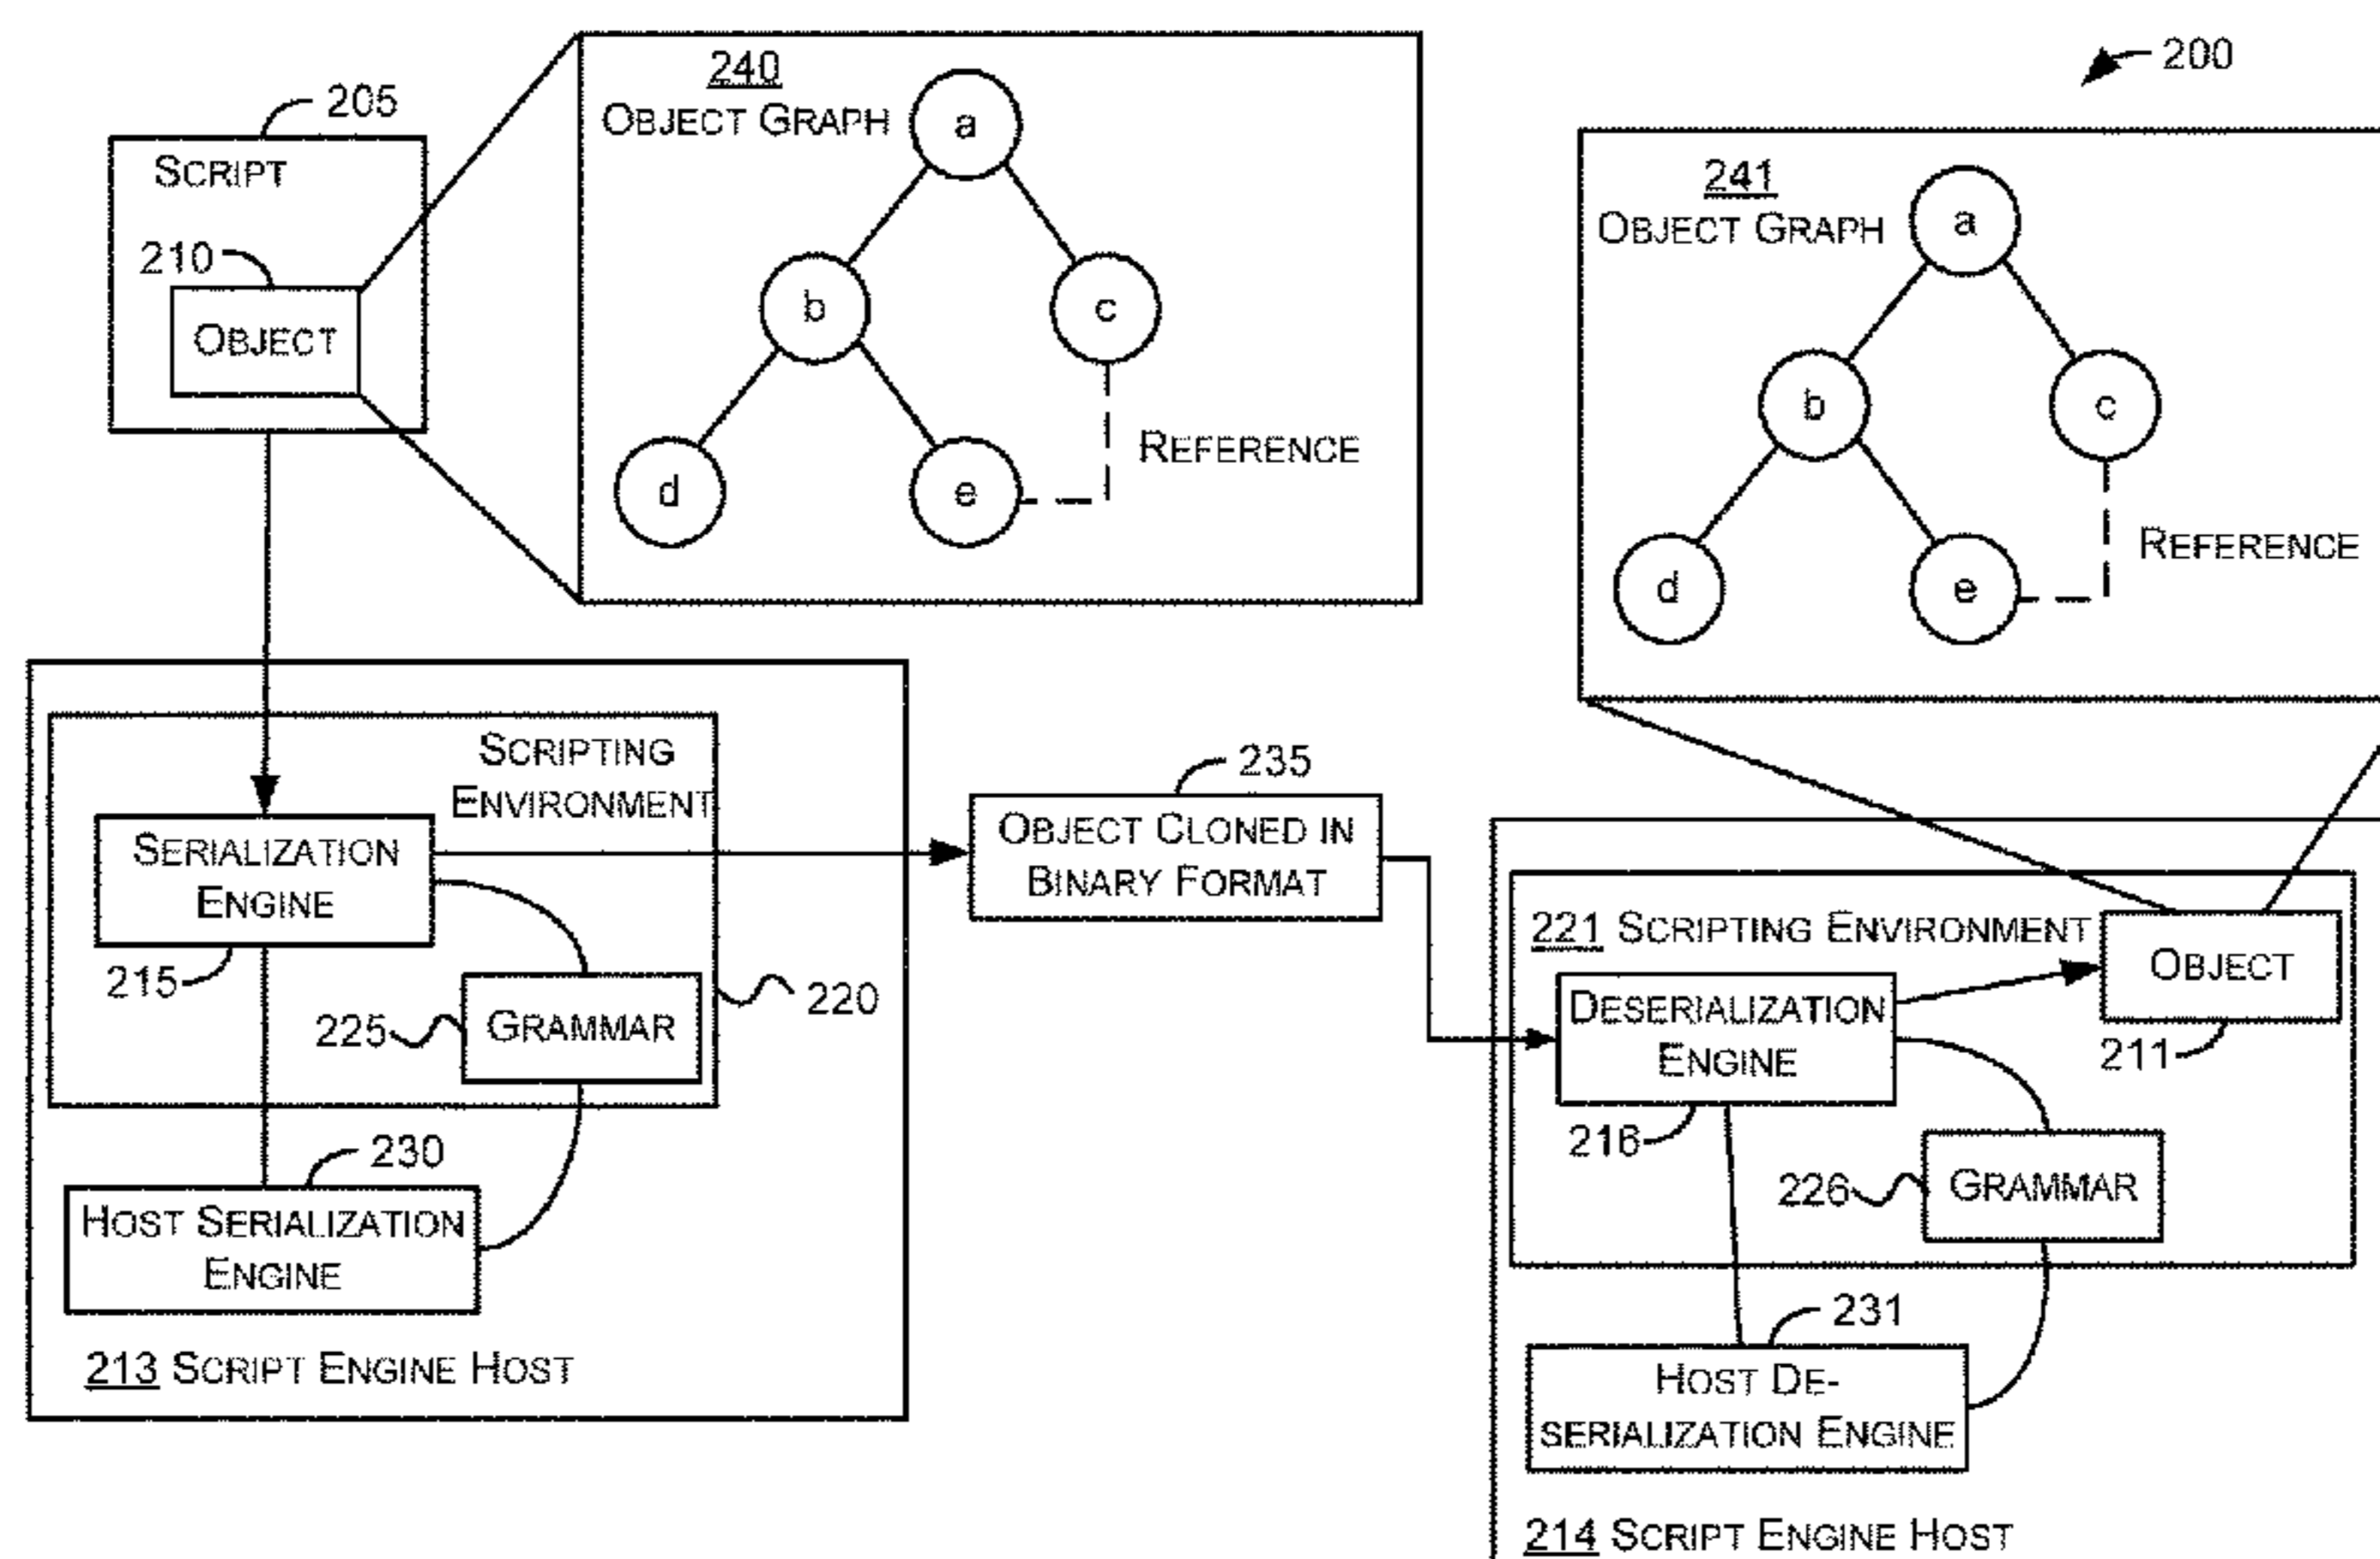 200
205
SCRIPT
210
OBJECT
240
OBJECT GRAPH
a
b
c
d
e
REFERENCE
241
OBJECT GRAPH
a
b
c
d
e
REFERENCE
SCRIPTING
ENVIRONMENT
SERIALIZATION
ENGINE
215
225
GRAMMAR
220
230
HOST SERIALIZATION
ENGINE
213 SCRIPT ENGINE HOST
235
OBJECT CLONED IN
BINARY FORMAT
221 SCRIPTING ENVIRONMENT
OBJECT
211
DESERIALIZATION
ENGINE
216
226
GRAMMAR
231
HOST DE-
SERIALIZATION ENGINE
214 SCRIPT ENGINE HOST